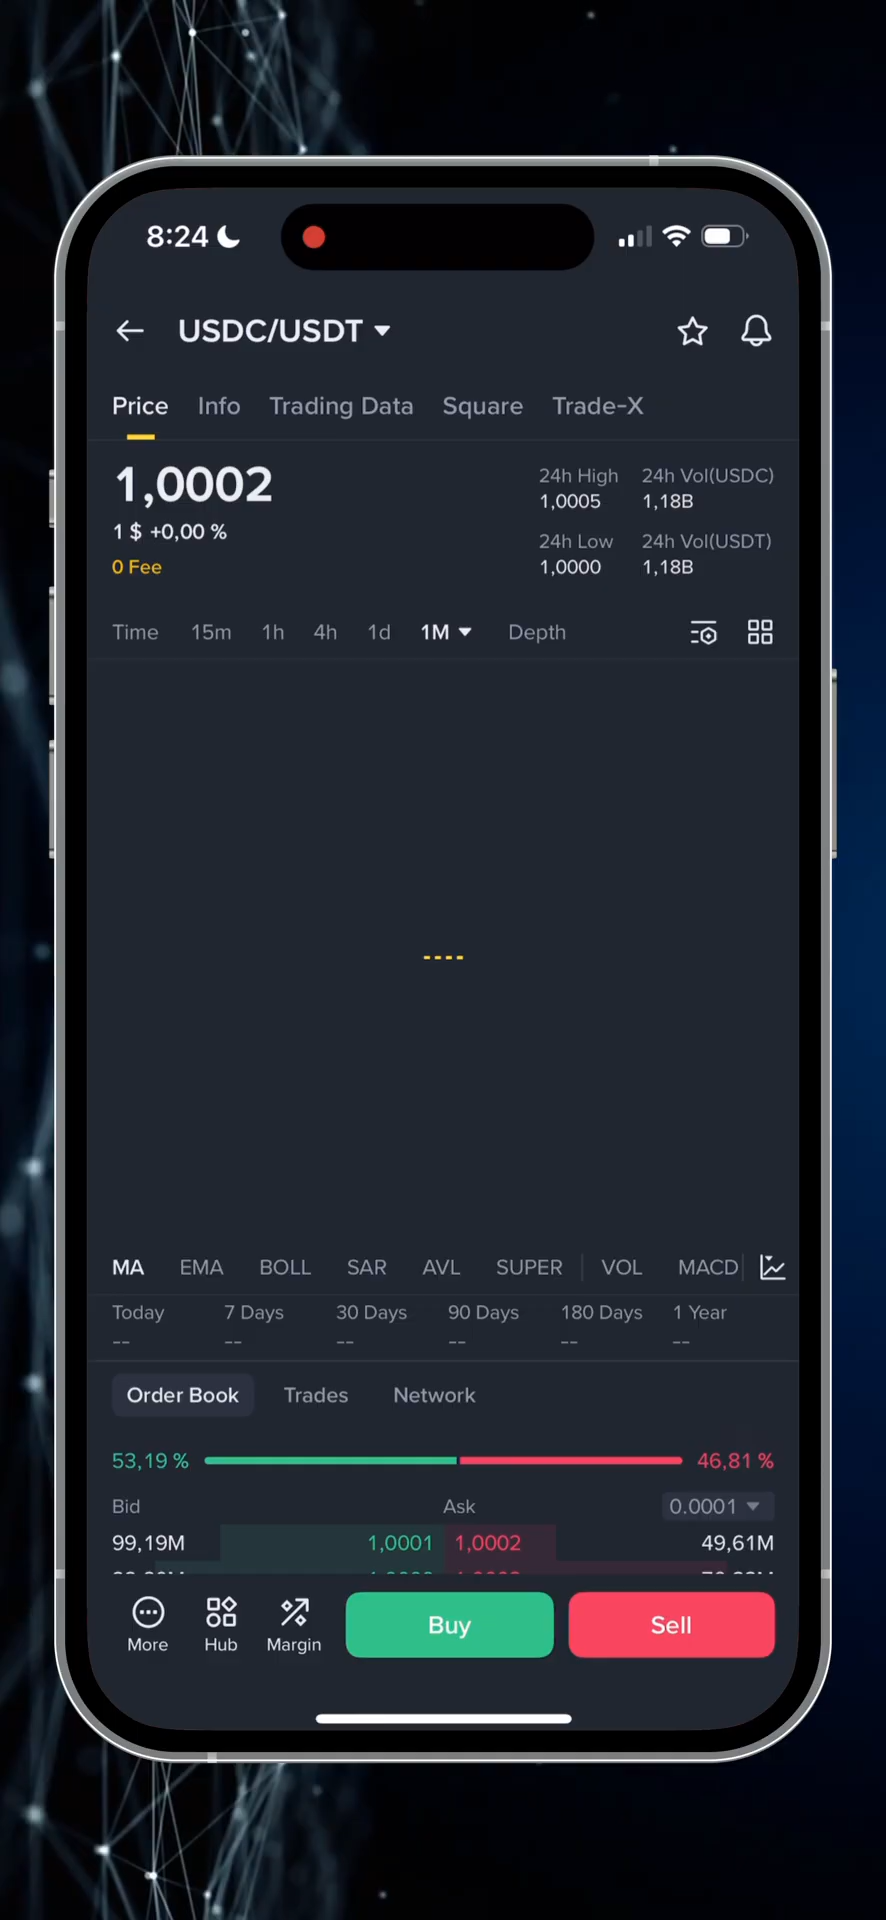 8:24
USDC/USDT
Price Info Trading Data Square Trade-X
1,0002
1 $ +0,00 %
0 Fee
24h High 24h Vol(USDC)
1,0005 1,18B
24h Low 24h Vol(USDT)
1,0000 1,18B
Time 15m 1h 4h 1d 1M Depth
MA EMA BOLL SAR AVL SUPER VOL MACD
Today 7 Days 30 Days 90 Days 180 Days 1 Year
-- -- -- -- -- --
Order Book Trades Network
53,19 % 46,81 %
Bid Ask 0.0001
99,19M 1,0001 1,0002 49,61M
More Hub Margin Buy Sell